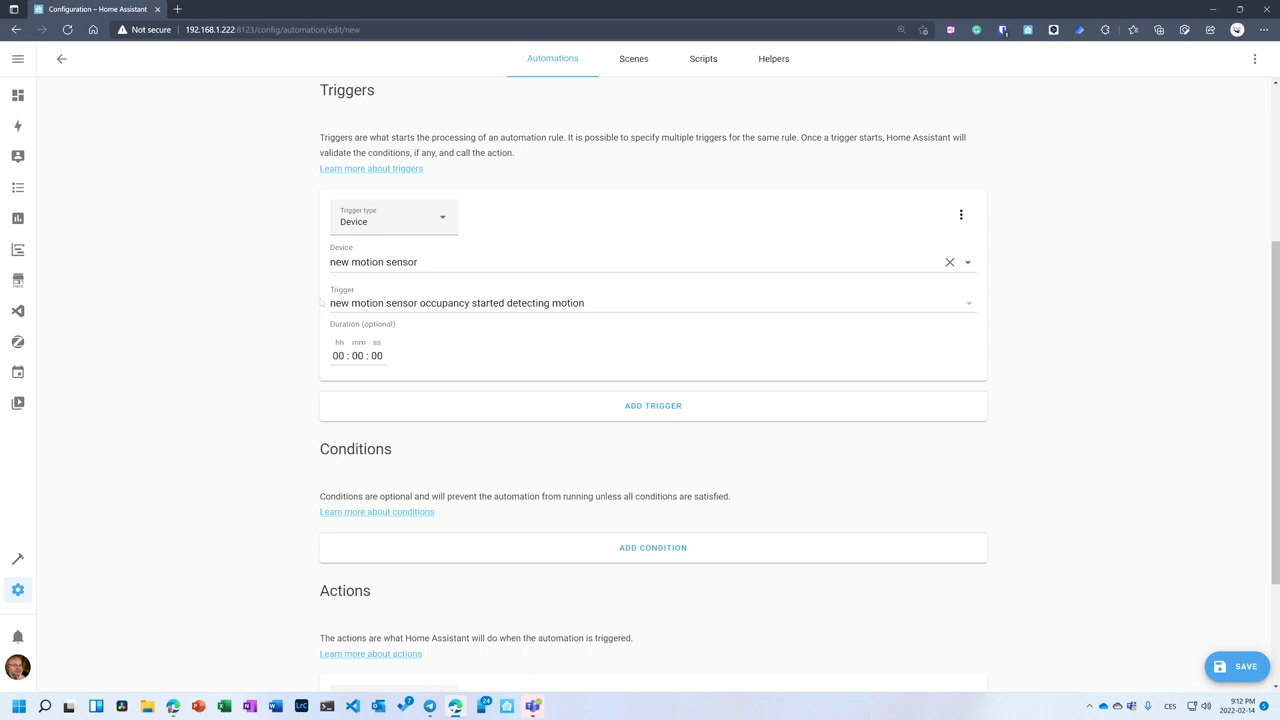 Configuration – Home Assistant
Not secure
192.168.1.222:8123/config/automation/edit/new
Automations
Scenes
Scripts
Helpers
Triggers
Triggers are what starts the processing of an automation rule. It is possible to specify multiple triggers for the same rule. Once a trigger starts, Home Assistant will
validate the conditions, if any, and call the action.
Learn more about triggers
Trigger type
Device
Device
new motion sensor
Trigger
new motion sensor occupancy started detecting motion
Duration (optional)
hh mm ss
00 : 00 : 00
ADD TRIGGER
Conditions
Conditions are optional and will prevent the automation from running unless all conditions are satisfied.
Learn more about conditions
ADD CONDITION
Actions
The actions are what Home Assistant will do when the automation is triggered.
Learn more about actions
SAVE
HACS
LrC
7
24
CES
9:12 PM
2022-02-14
5